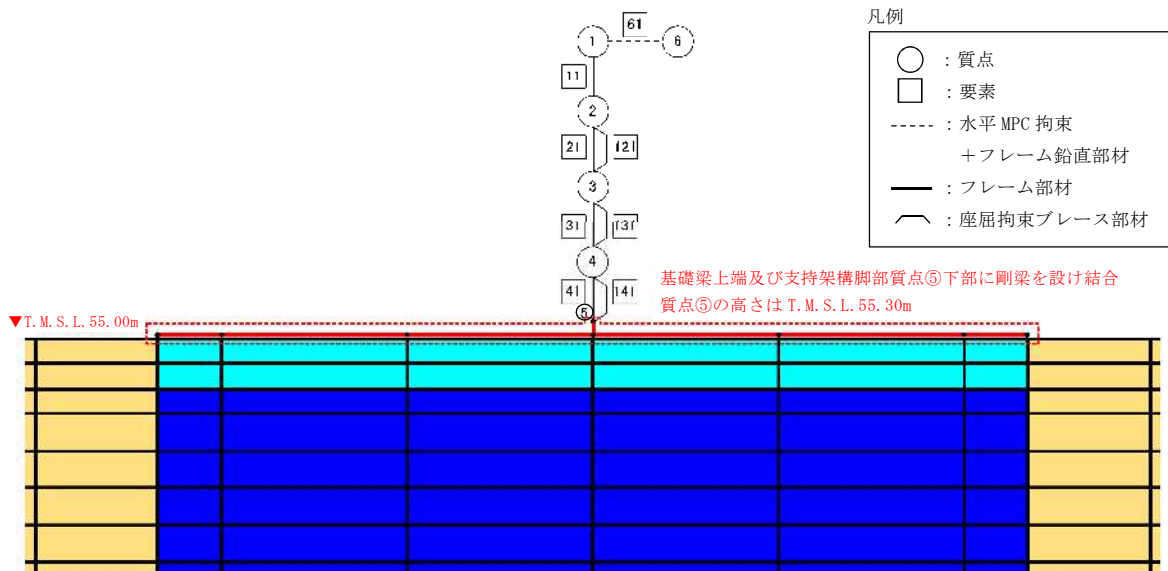 凡例
61
1
6
：質点
11
：要素
2
：水平 MPC 拘束
＋フレーム鉛直部材
21
121
3
：フレーム部材
31
131
：座屈拘束ブレース部材
4
基礎梁上端及び支持架構脚部質点⑤下部に剛梁を設け結合
41
141
質点⑤の高さは T.M.S.L.55.30m
5
▼T.M.S.L.55.00m